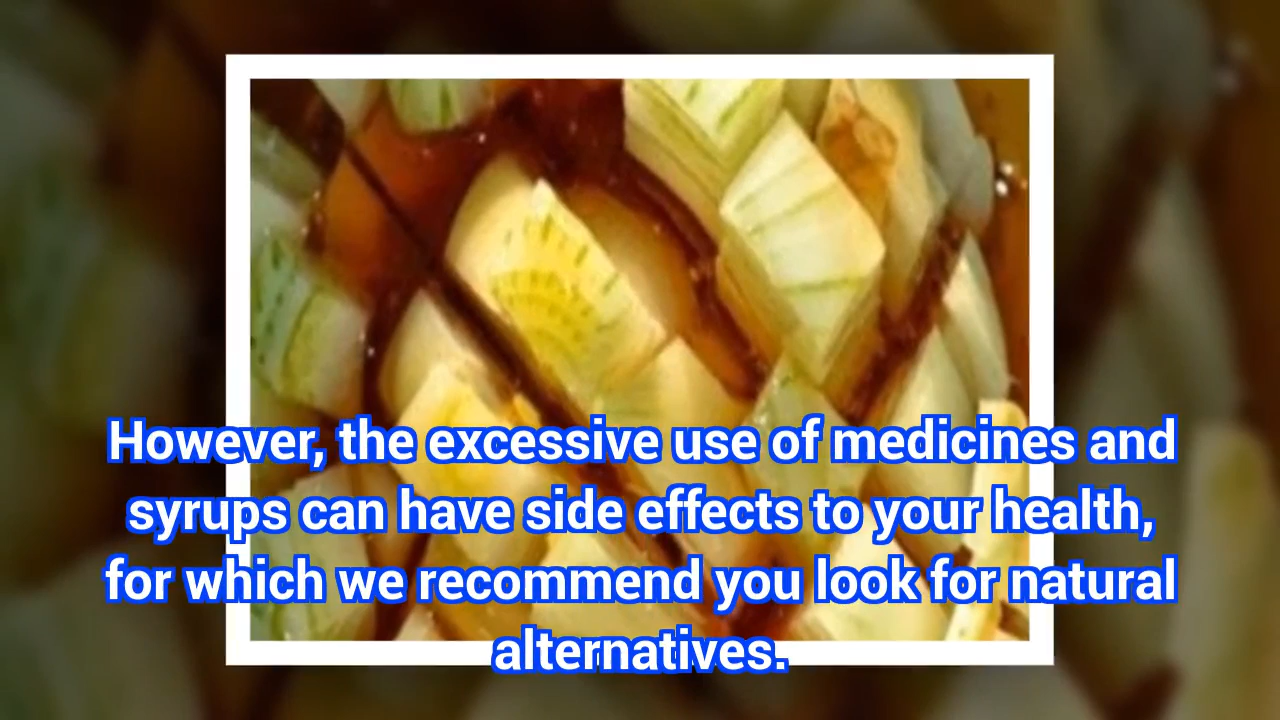 However, the excessive use of medicines and
syrups can have side effects to your health,
for which we recommend you look for natural
alternatives.